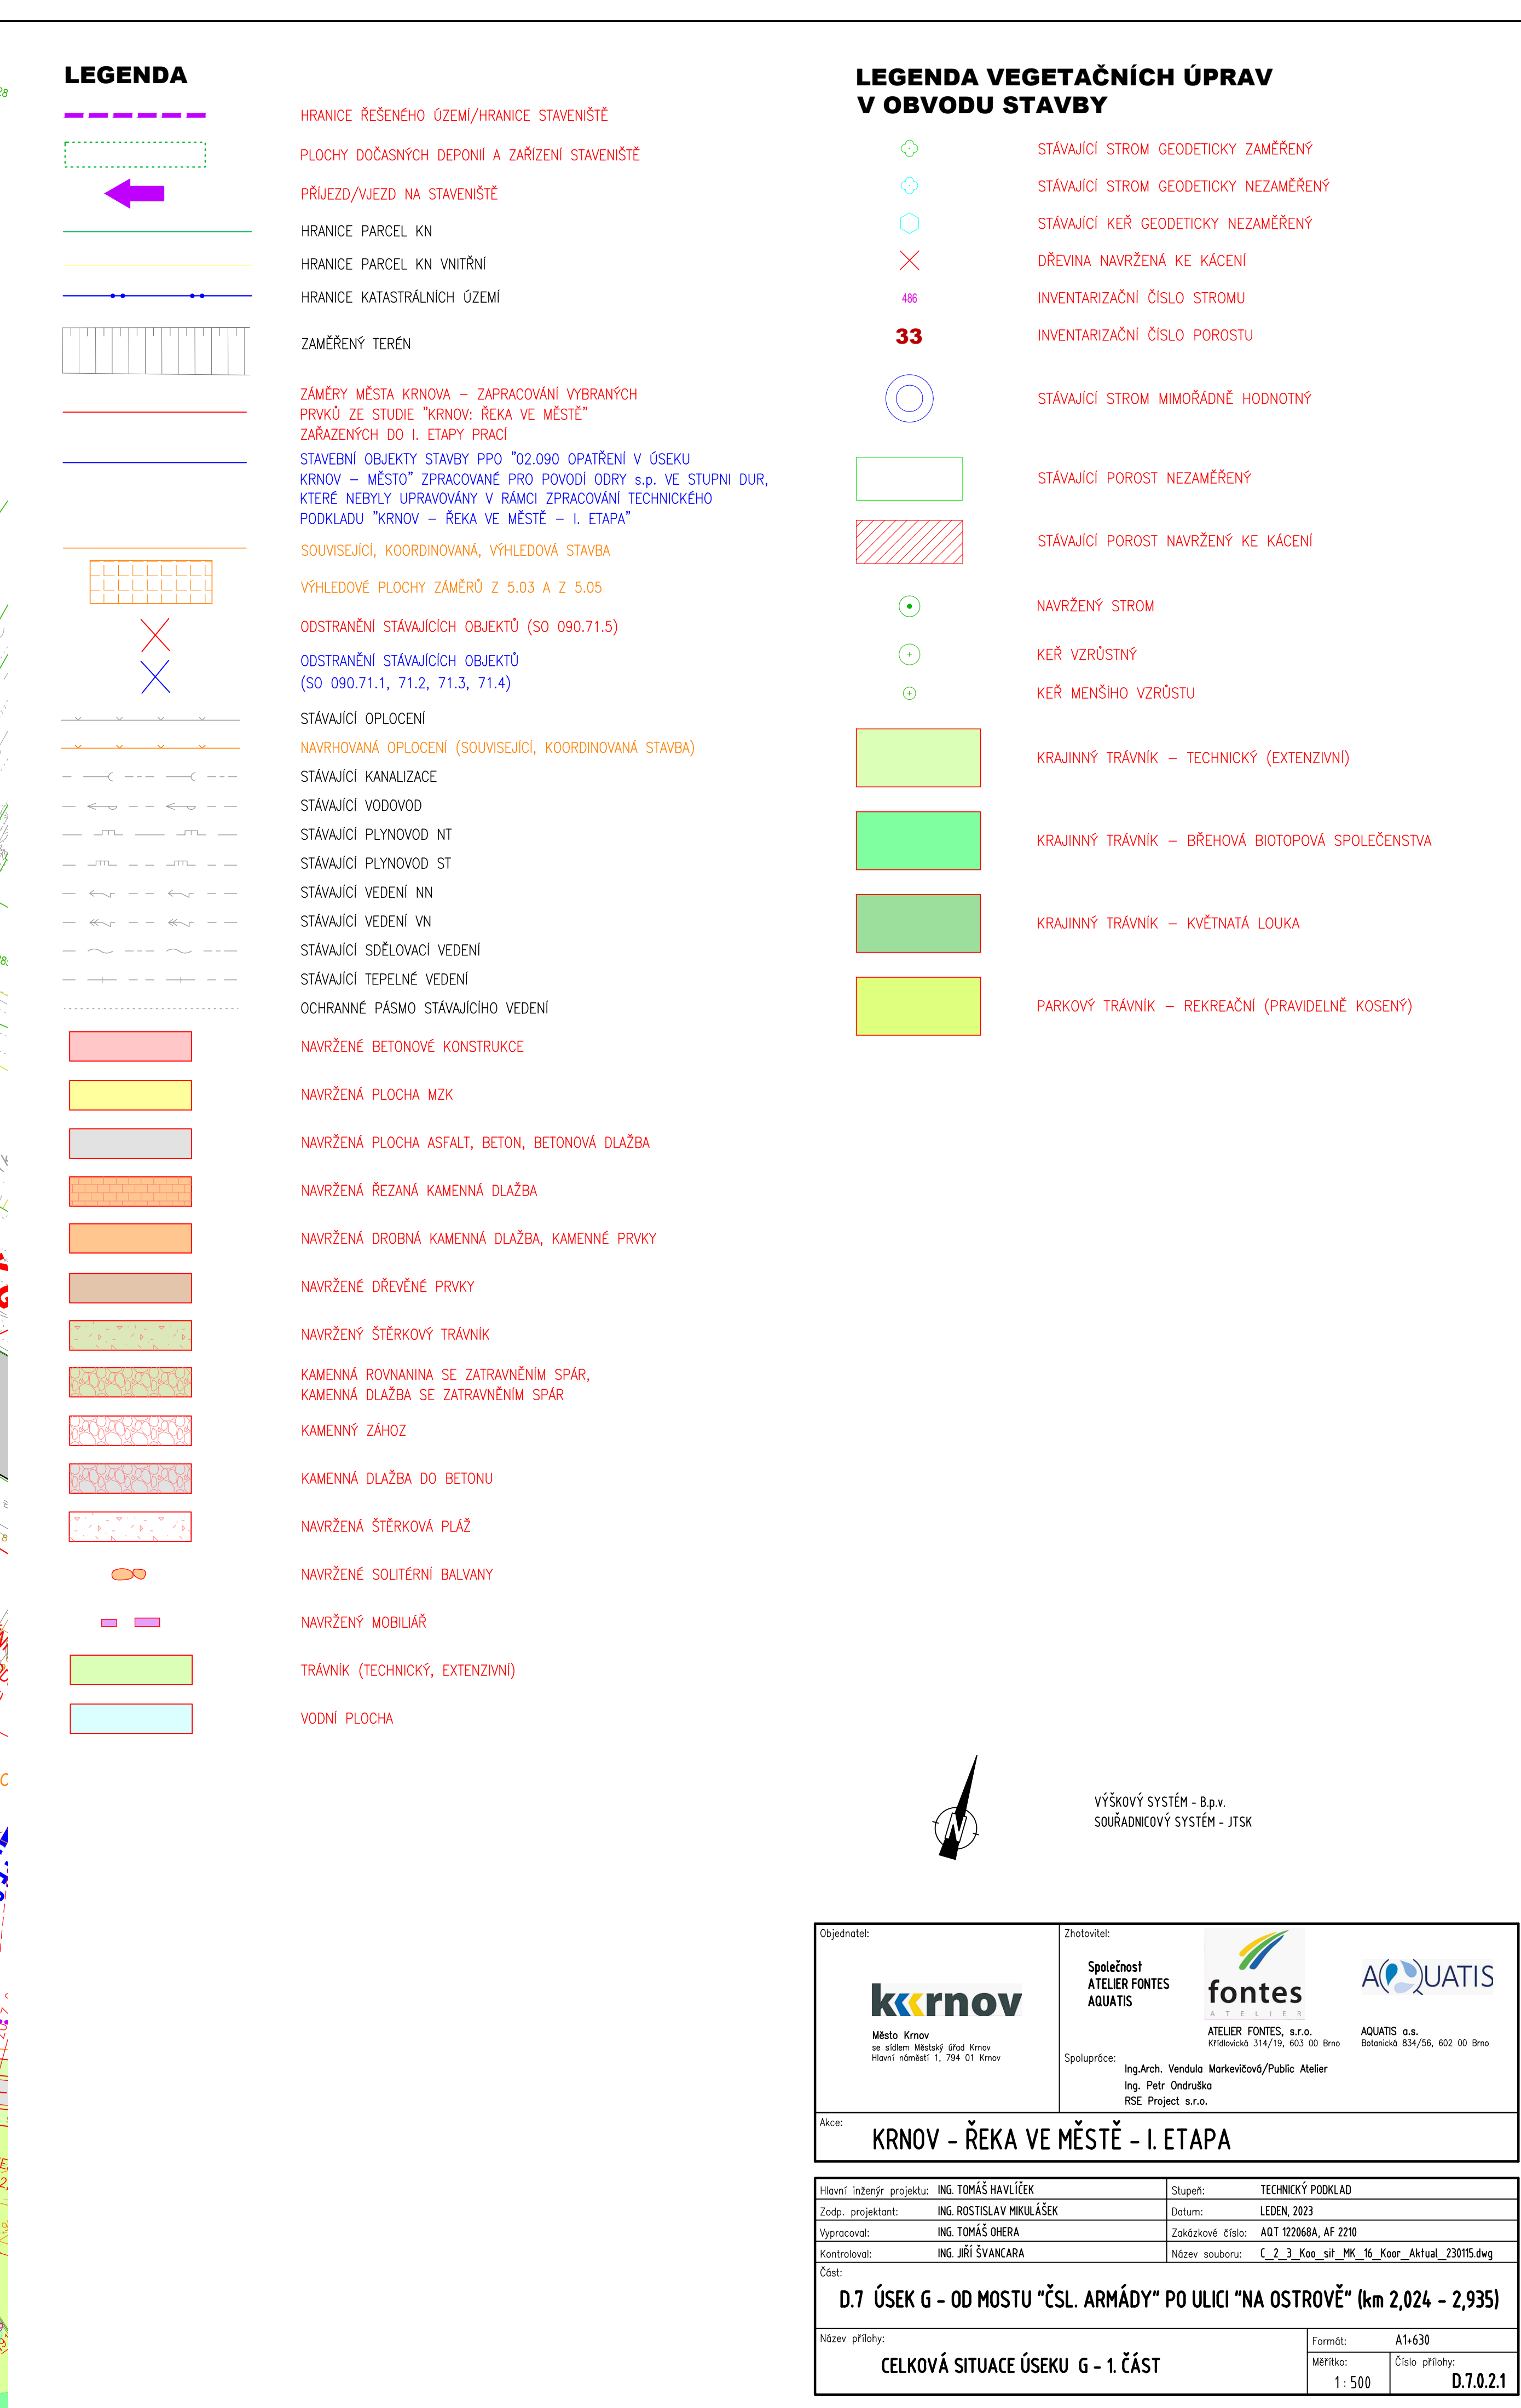 LEGENDA
HRANICE ŘEŠENÉHO ÚZEMÍ/HRANICE STAVENIŠTĚ
PLOCHY DOČASNÝCH DEPONIÍ A ZAŘÍZENÍ STAVENIŠTĚ
PŘÍJEZD/VJEZD NA STAVENIŠTĚ
HRANICE PARCEL KN
HRANICE PARCEL KN VNITŘNÍ
HRANICE KATASTRÁLNÍCH ÚZEMÍ
ZAMĚŘENÝ TERÉN
ZÁMĚRY MĚSTA KRNOVA – ZAPRACOVÁNÍ VYBRANÝCH
PRVKŮ ZE STUDIE "KRNOV: ŘEKA VE MĚSTĚ"
ZAŘAZENÝCH DO I. ETAPY PRACÍ
STAVEBNÍ OBJEKTY STAVBY PPO "02.090 OPATŘENÍ V ÚSEKU
KRNOV – MĚSTO" ZPRACOVANÉ PRO POVODÍ ODRY s.p. VE STUPNI DUR,
KTERÉ NEBYLY UPRAVOVÁNY V RÁMCI ZPRACOVÁNÍ TECHNICKÉHO
PODKLADU "KRNOV – ŘEKA VE MĚSTĚ – I. ETAPA"
SOUVISEJÍCÍ, KOORDINOVANÁ, VÝHLEDOVÁ STAVBA
VÝHLEDOVÉ PLOCHY ZÁMĚRŮ Z 5.03 A Z 5.05
ODSTRANĚNÍ STÁVAJÍCÍCH OBJEKTŮ (SO 090.71.5)
ODSTRANĚNÍ STÁVAJÍCÍCH OBJEKTŮ
(SO 090.71.1, 71.2, 71.3, 71.4)
STÁVAJÍCÍ OPLOCENÍ
NAVRHOVANÁ OPLOCENÍ (SOUVISEJÍCÍ, KOORDINOVANÁ STAVBA)
STÁVAJÍCÍ KANALIZACE
STÁVAJÍCÍ VODOVOD
STÁVAJÍCÍ PLYNOVOD NT
STÁVAJÍCÍ PLYNOVOD ST
STÁVAJÍCÍ VEDENÍ NN
STÁVAJÍCÍ VEDENÍ VN
STÁVAJÍCÍ SDĚLOVACÍ VEDENÍ
STÁVAJÍCÍ TEPELNÉ VEDENÍ
OCHRANNÉ PÁSMO STÁVAJÍCÍHO VEDENÍ
NAVRŽENÉ BETONOVÉ KONSTRUKCE
NAVRŽENÁ PLOCHA MZK
NAVRŽENÁ PLOCHA ASFALT, BETON, BETONOVÁ DLAŽBA
NAVRŽENÁ ŘEZANÁ KAMENNÁ DLAŽBA
NAVRŽENÁ DROBNÁ KAMENNÁ DLAŽBA, KAMENNÉ PRVKY
NAVRŽENÉ DŘEVĚNÉ PRVKY
NAVRŽENÝ ŠTĚRKOVÝ TRÁVNÍK
KAMENNÁ ROVNANINA SE ZATRAVNĚNÍM SPÁR,
KAMENNÁ DLAŽBA SE ZATRAVNĚNÍM SPÁR
KAMENNÝ ZÁHOZ
KAMENNÁ DLAŽBA DO BETONU
NAVRŽENÁ ŠTĚRKOVÁ PLÁŽ
NAVRŽENÉ SOLITÉRNÍ BALVANY
NAVRŽENÝ MOBILIÁŘ
TRÁVNÍK (TECHNICKÝ, EXTENZIVNÍ)
VODNÍ PLOCHA
LEGENDA VEGETAČNÍCH ÚPRAV
V OBVODU STAVBY
STÁVAJÍCÍ STROM GEODETICKY ZAMĚŘENÝ
STÁVAJÍCÍ STROM GEODETICKY NEZAMĚŘENÝ
STÁVAJÍCÍ KEŘ GEODETICKY NEZAMĚŘENÝ
DŘEVINA NAVRŽENÁ KE KÁCENÍ
486 INVENTARIZAČNÍ ČÍSLO STROMU
33 INVENTARIZAČNÍ ČÍSLO POROSTU
STÁVAJÍCÍ STROM MIMOŘÁDNĚ HODNOTNÝ
STÁVAJÍCÍ POROST NEZAMĚŘENÝ
STÁVAJÍCÍ POROST NAVRŽENÝ KE KÁCENÍ
NAVRŽENÝ STROM
KEŘ VZRŮSTNÝ
KEŘ MENŠÍHO VZRŮSTU
KRAJINNÝ TRÁVNÍK – TECHNICKÝ (EXTENZIVNÍ)
KRAJINNÝ TRÁVNÍK – BŘEHOVÁ BIOTOPOVÁ SPOLEČENSTVA
KRAJINNÝ TRÁVNÍK – KVĚTNATÁ LOUKA
PARKOVÝ TRÁVNÍK – REKREAČNÍ (PRAVIDELNĚ KOSENÝ)
N
VÝŠKOVÝ SYSTÉM - B.p.v.
SOUŘADNICOVÝ SYSTÉM - JTSK
Objednatel:
krnov
Město Krnov
se sídlem Městský úřad Krnov
Hlavní náměstí 1, 794 01 Krnov
Zhotovitel:
Společnost
ATELIER FONTES
AQUATIS
fontes
ATELIER
ATELIER FONTES, s.r.o.
Křídlovická 314/19, 603 00 Brno
AQUATIS
AQUATIS a.s.
Botanická 834/56, 602 00 Brno
Spolupráce:
Ing.Arch. Vendula Markevičová/Public Atelier
Ing. Petr Ondruška
RSE Project s.r.o.
Akce:
KRNOV - ŘEKA VE MĚSTĚ - I. ETAPA
Hlavní inženýr projektu: ING. TOMÁŠ HAVLÍČEK
Stupeň: TECHNICKÝ PODKLAD
Zodp. projektant: ING. ROSTISLAV MIKULÁŠEK
Datum: LEDEN, 2023
Vypracoval: ING. TOMÁŠ OHERA
Zakázkové číslo: AQT 122068A, AF 2210
Kontroloval: ING. JIŘÍ ŠVANCARA
Název souboru: C_2_3_Koo_sit_MK_16_Koor_Aktual_230115.dwg
Část:
D.7 ÚSEK G - OD MOSTU "ČSL. ARMÁDY" PO ULICI "NA OSTROVĚ" (km 2,024 - 2,935)
Název přílohy:
CELKOVÁ SITUACE ÚSEKU G - 1. ČÁST
Formát: A1+630
Měřítko: 1 : 500
Číslo přílohy: D.7.0.2.1